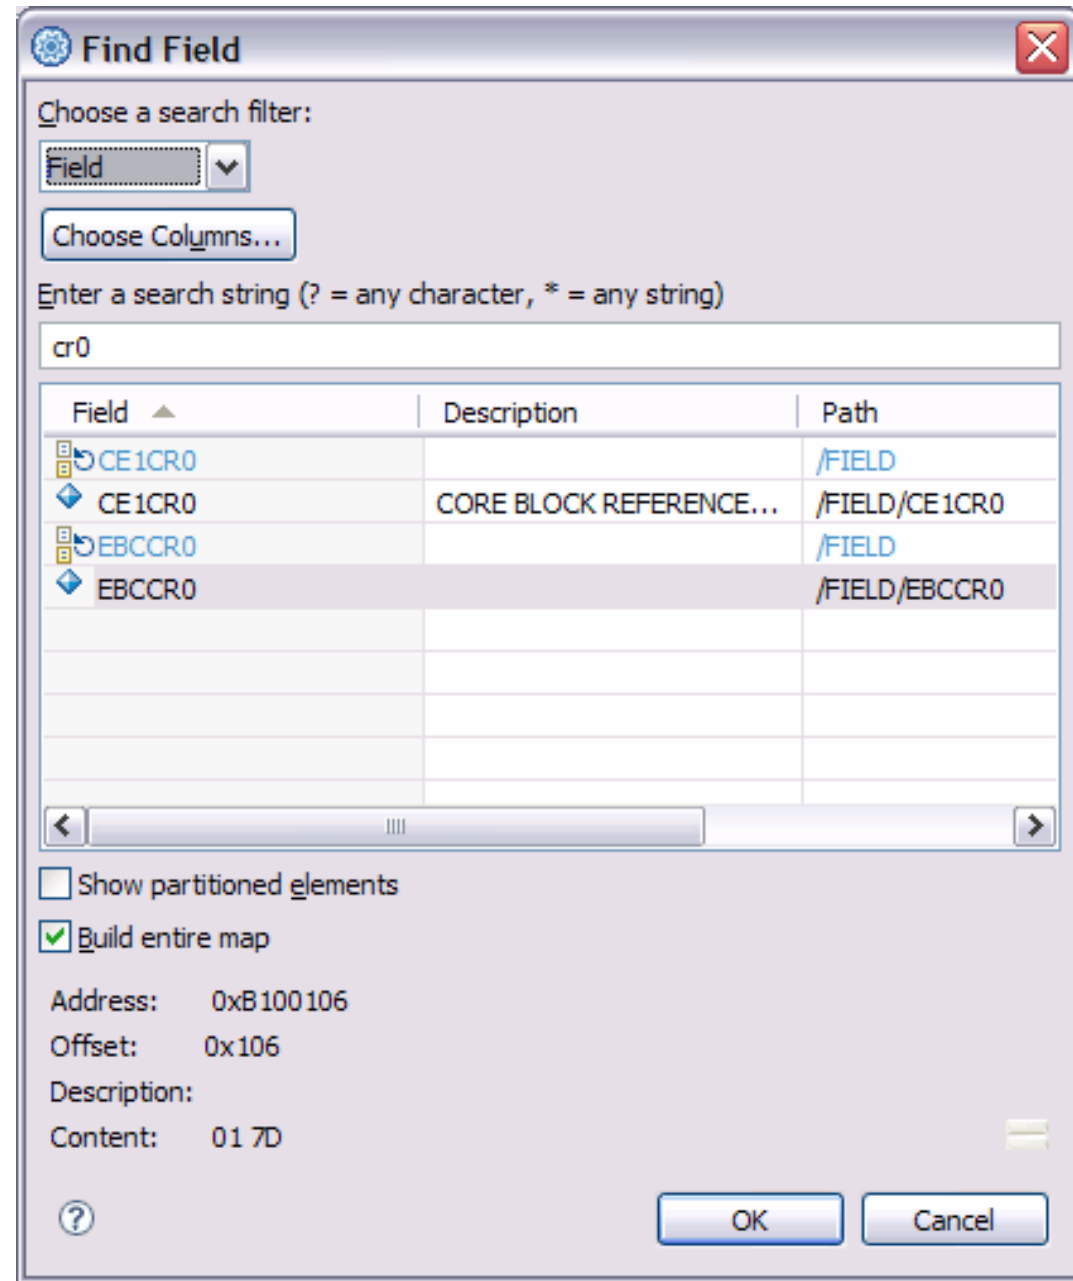 Find Field
Choose a search filter:
Field
Choose Columns...
Enter a search string (? = any character, * = any string)
cr0
Field Description Path
CE1CR0 /FIELD
CE1CR0 CORE BLOCK REFERENCE... /FIELD/CE1CR0
EBCCR0 /FIELD
EBCCR0 /FIELD/EBCCR0
Show partitioned elements
Build entire map
Address: 0xB100106
Offset: 0x106
Description:
Content: 01 7D
? OK Cancel